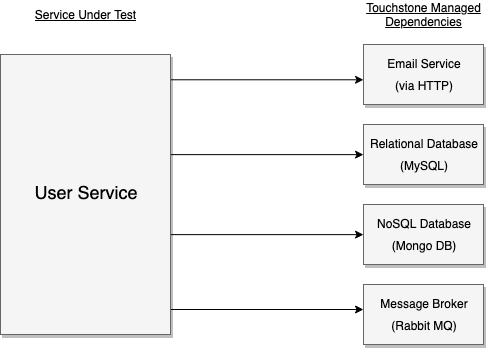 Service Under Test
Touchstone Managed
Dependencies
User Service
Email Service
(via HTTP)
Relational Database
(MySQL)
NoSQL Database
(Mongo DB)
Message Broker
(Rabbit MQ)